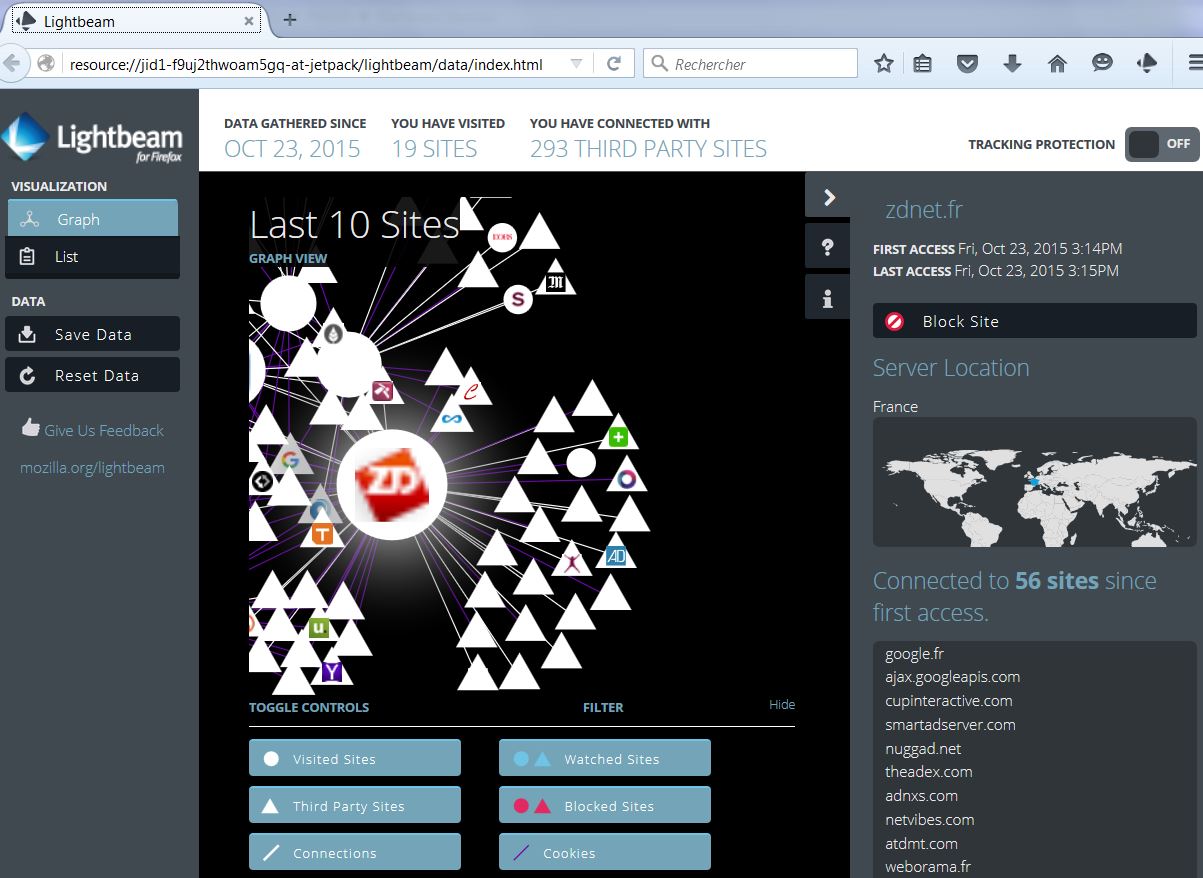 Lightbeam
resource://jid1-f9uj2thwoam5gq-at-jetpack/lightbeam/data/index.html
Rechercher
Lightbeam
for Firefox
DATA GATHERED SINCE
OCT 23, 2015
YOU HAVE VISITED
19 SITES
YOU HAVE CONNECTED WITH
293 THIRD PARTY SITES
TRACKING PROTECTION
OFF
VISUALIZATION
Graph
List
DATA
Save Data
Reset Data
Give Us Feedback
mozilla.org/lightbeam
Last 10 Sites
GRAPH VIEW
S
M
C
G
ZD
T
AD
u
Y
TOGGLE CONTROLS
FILTER
Hide
Visited Sites
Watched Sites
Third Party Sites
Blocked Sites
Connections
Cookies
?
i
zdnet.fr
FIRST ACCESS Fri, Oct 23, 2015 3:14PM
LAST ACCESS Fri, Oct 23, 2015 3:15PM
Block Site
Server Location
France
Connected to 56 sites since
first access.
google.fr
ajax.googleapis.com
cupinteractive.com
smartadserver.com
nuggad.net
theadex.com
adnxs.com
netvibes.com
atdmt.com
weborama.fr